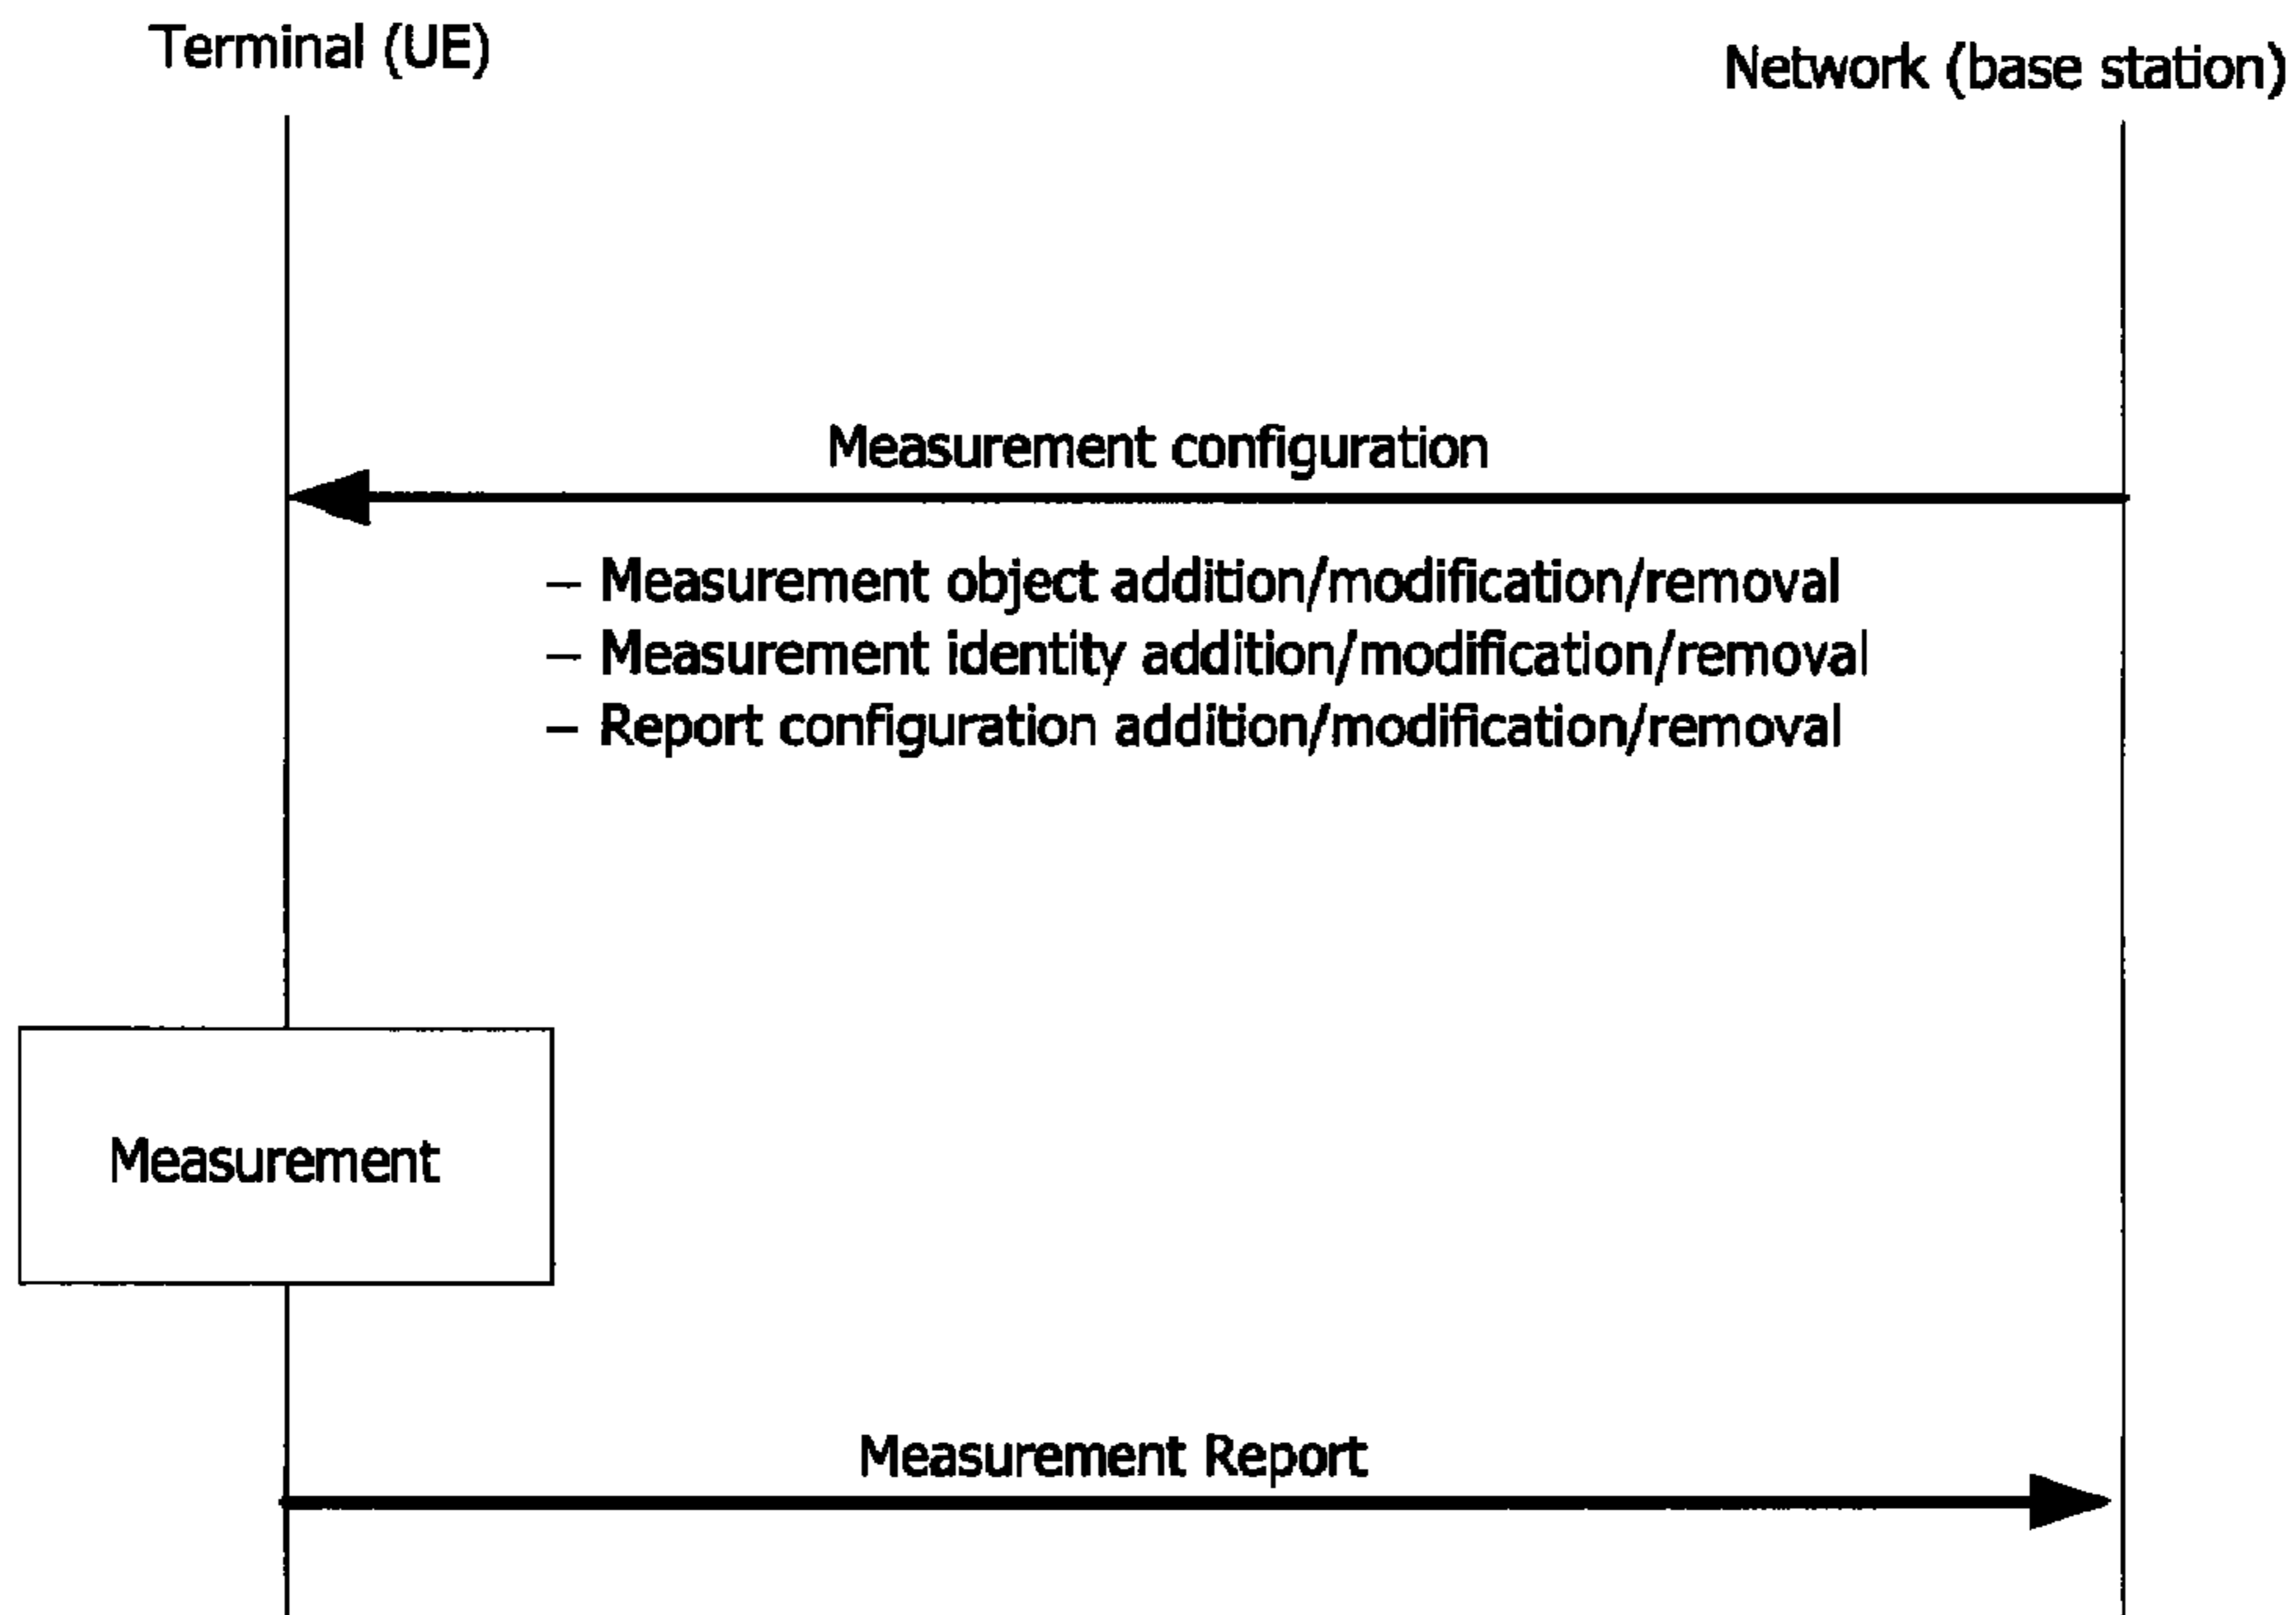 Terminal (UE)
Network (base station)
Measurement configuration
– Measurement object addition/modification/removal
– Measurement identity addition/modification/removal
– Report configuration addition/modification/removal
Measurement
Measurement Report